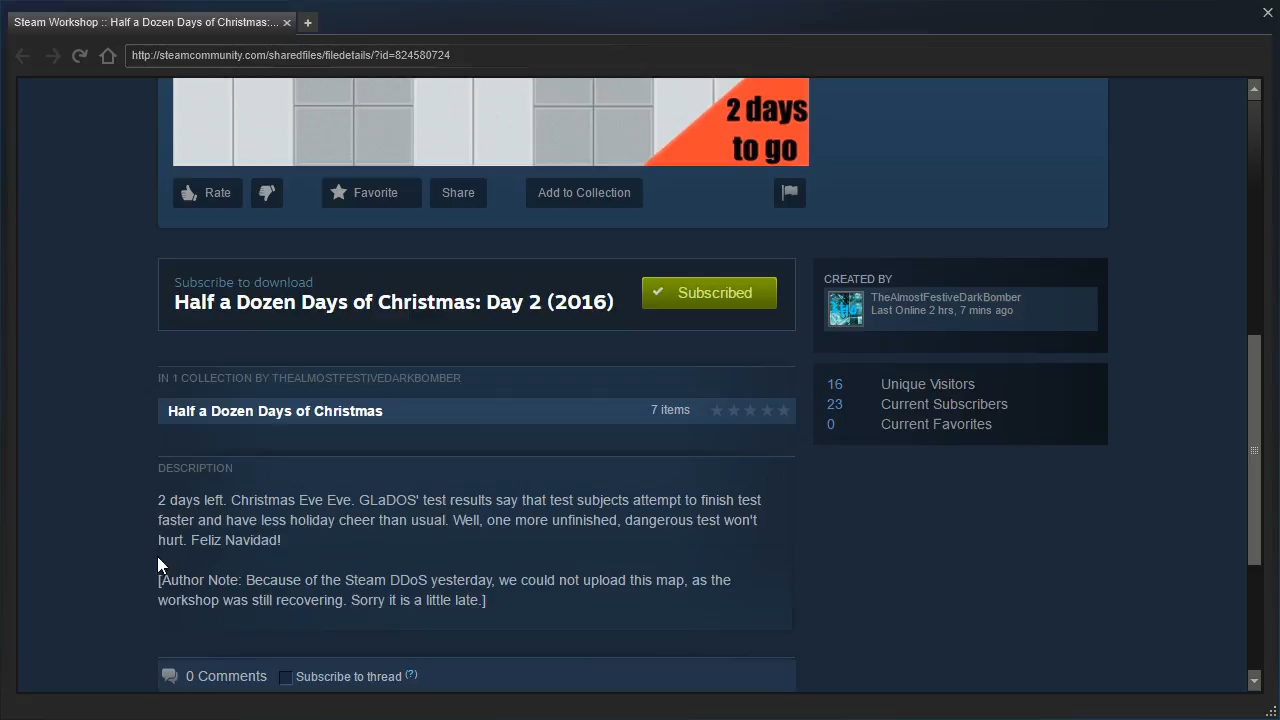 Steam Workshop :: Half a Dozen Days of Christmas:...
http://steamcommunity.com/sharedfiles/filedetails/?id=824580724
2 days
to go
Rate
Favorite
Share
Add to Collection
Subscribe to download
Half a Dozen Days of Christmas: Day 2 (2016)
Subscribed
CREATED BY
TheAlmostFestiveDarkBomber
Last Online 2 hrs, 7 mins ago
16 Unique Visitors
23 Current Subscribers
0 Current Favorites
IN 1 COLLECTION BY THEALMOSTFESTIVEDARKBOMBER
Half a Dozen Days of Christmas 7 items
DESCRIPTION
2 days left. Christmas Eve Eve. GLaDOS' test results say that test subjects attempt to finish test
faster and have less holiday cheer than usual. Well, one more unfinished, dangerous test won't
hurt. Feliz Navidad!
[Author Note: Because of the Steam DDoS yesterday, we could not upload this map, as the
workshop was still recovering. Sorry it is a little late.]
0 Comments Subscribe to thread (?)